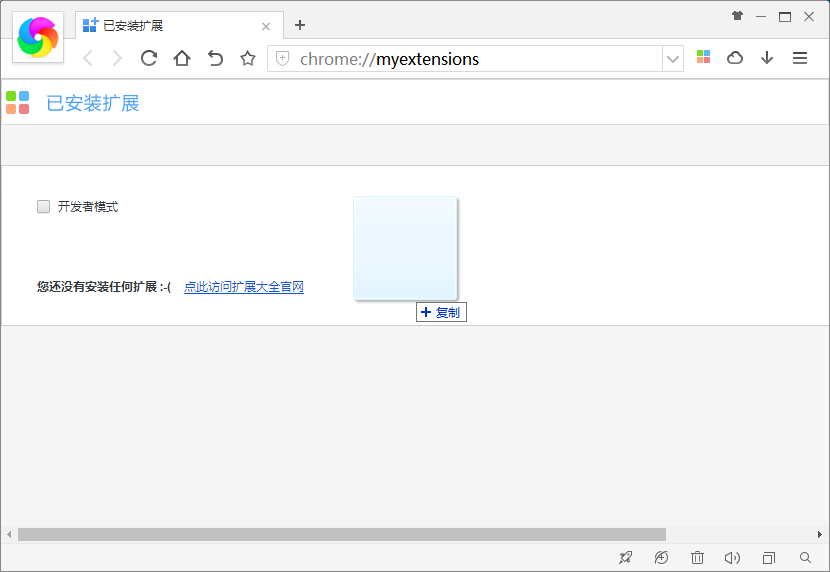 已安装扩展
chrome://myextensions
已安装扩展
开发者模式
您还没有安装任何扩展 :-( 点此访问扩展大全官网
复制